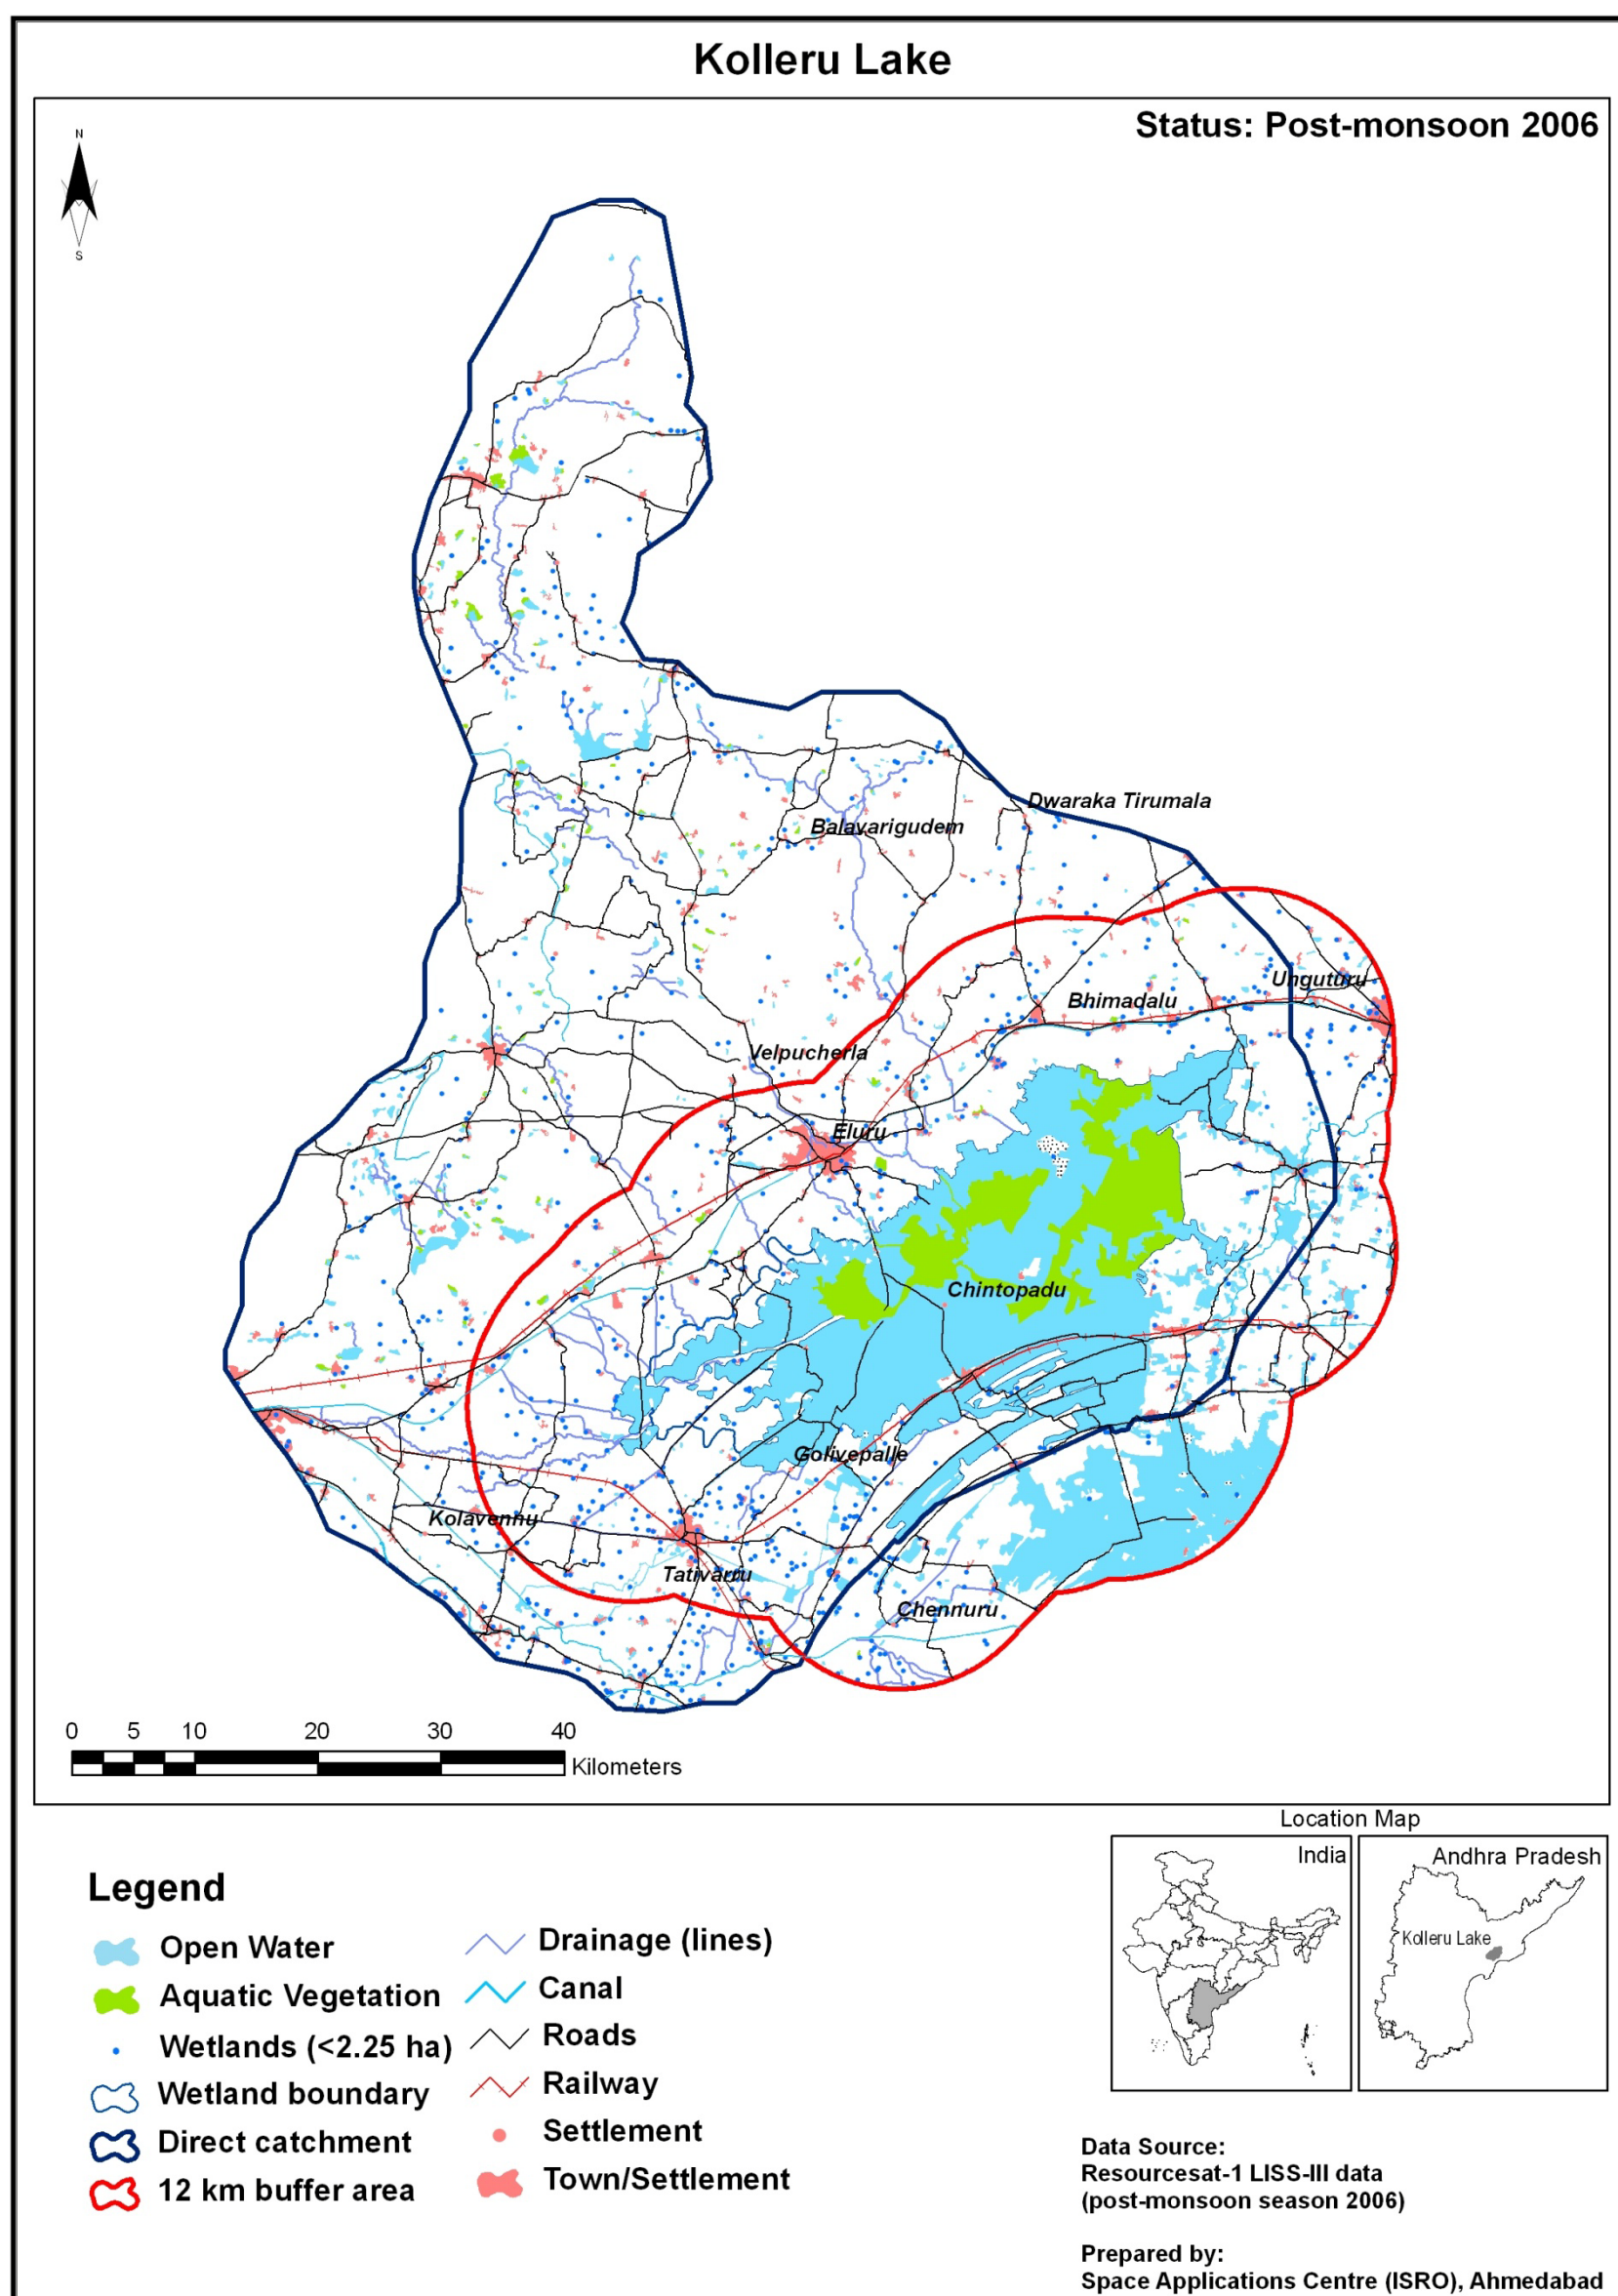 Kolleru Lake
Status: Post-monsoon 2006
N
S
Dwaraka Tirumala
Balavarigudem
Unguturu
Bhimadalu
Velpucherla
Eluru
Chintopadu
Golivepalle
Kolavennu
Tativarru
Chennuru
0 5 10 20 30 40
Kilometers
Location Map
India
Andhra Pradesh
Kolleru Lake
Legend
Open Water
Aquatic Vegetation
Wetlands (<2.25 ha)
Wetland boundary
Direct catchment
12 km buffer area
Drainage (lines)
Canal
Roads
Railway
Settlement
Town/Settlement
Data Source:
Resourcesat-1 LISS-III data
(post-monsoon season 2006)
Prepared by:
Space Applications Centre (ISRO), Ahmedabad